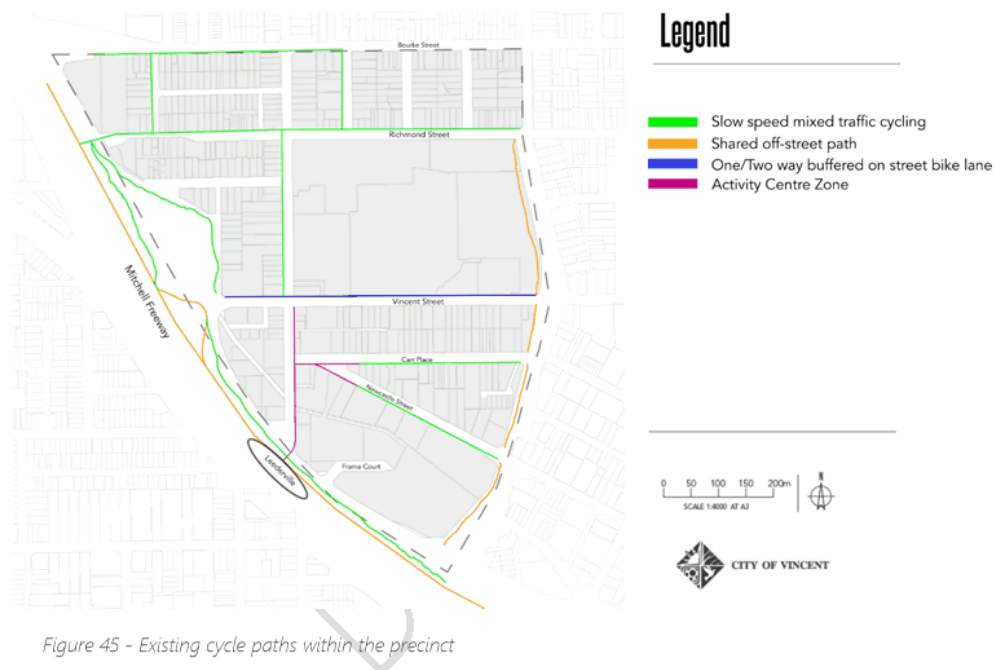 Legend
Slow speed mixed traffic cycling
Shared off-street path
One/Two way buffered on street bike lane
Activity Centre Zone
Bourke Street
Richmond Street
Mitchell Freeway
Vincent Street
Carr Place
Newcastle Street
Leederville
Frame Court
0 50 100 150 200m
SCALE 1:4000 AT A3
N
CITY OF VINCENT
Figure 45 - Existing cycle paths within the precinct